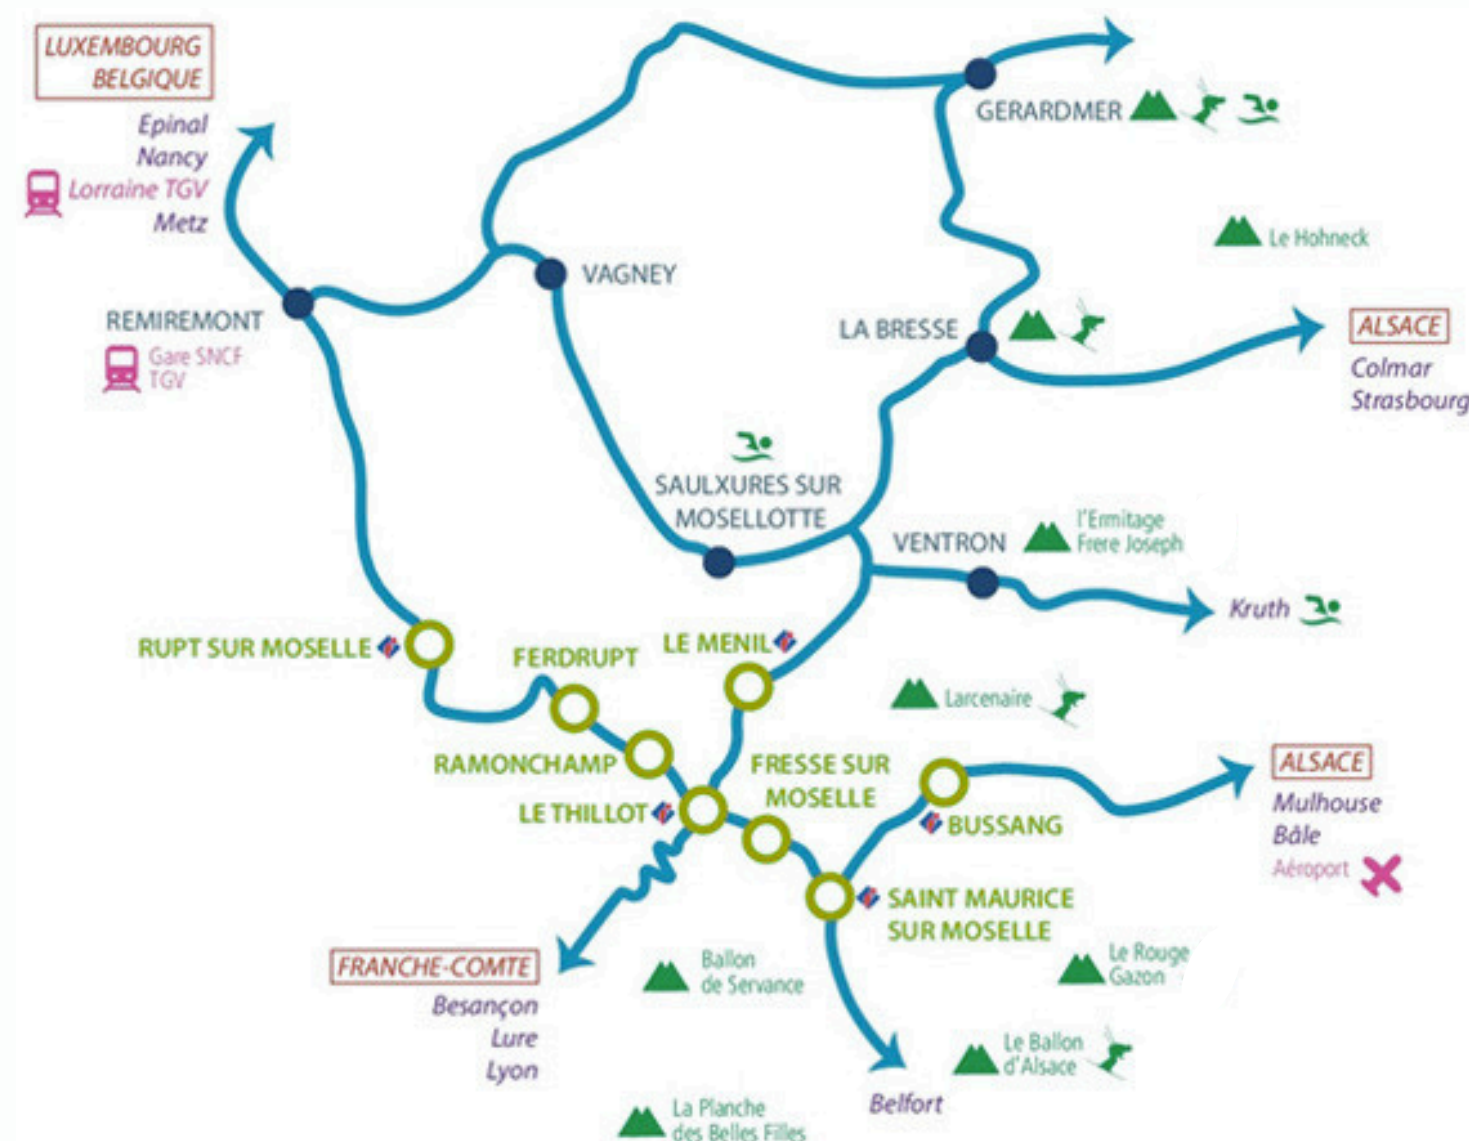 LUXEMBOURG
BELGIQUE
Epinal
Nancy
Lorraine TGV
Metz
GERARDMER
Le Hohneck
VAGNEY
REMIREMONT
Gare SNCF
TGV
LA BRESSE
ALSACE
Colmar
Strasbourg
SAULXURES SUR
MOSELLOTTE
VENTRON
l'Ermitage
Frere Joseph
Kruth
RUPT SUR MOSELLE
FERDRUPT
LE MENIL
Larcenaire
RAMONCHAMP
FRESSE SUR
MOSELLE
LE THILLOT
BUSSANG
ALSACE
Mulhouse
Bâle
Aéroport
SAINT MAURICE
SUR MOSELLE
FRANCHE-COMTE
Besançon
Lure
Lyon
Ballon
de Servance
Le Rouge
Gazon
Le Ballon
d'Alsace
Belfort
La Planche
des Belles Filles